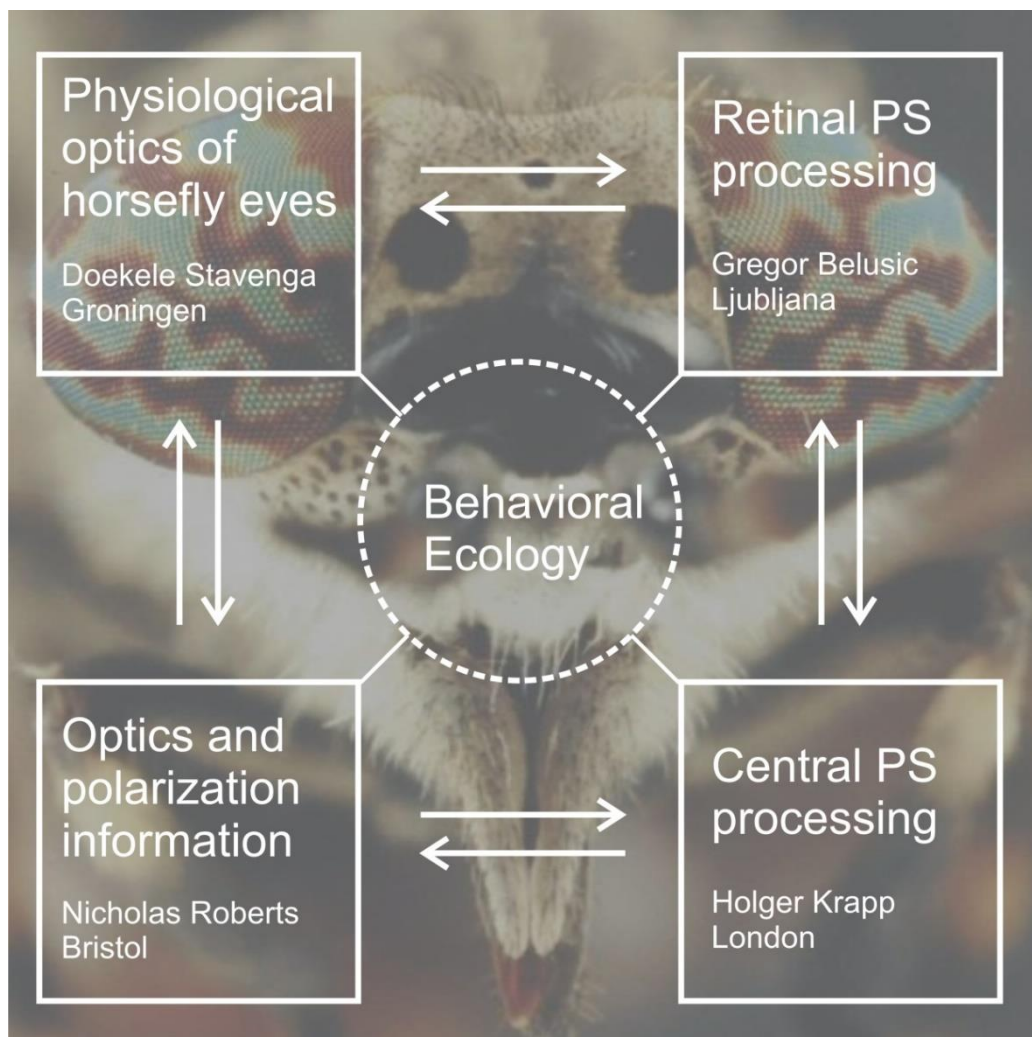 Physiological
optics of
horsefly eyes
Doekele Stavenga
Groningen
Retinal PS
processing
Gregor Belusic
Ljubljana
Behavioral
Ecology
Optics and
polarization
information
Nicholas Roberts
Bristol
Central PS
processing
Holger Krapp
London